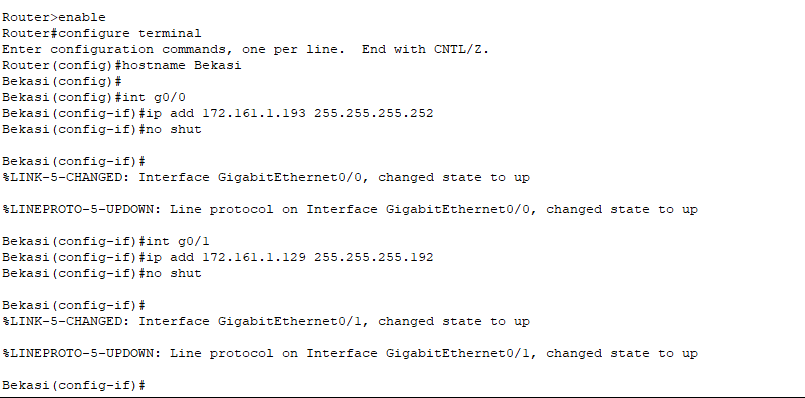 Router>enable
Router#configure terminal
Enter configuration commands, one per line.  End with CNTL/Z.
Router(config)#hostname Bekasi
Bekasi(config)#
Bekasi(config)#int g0/0
Bekasi(config-if)#ip add 172.161.1.193 255.255.255.252
Bekasi(config-if)#no shut
Bekasi(config-if)#
%LINK-5-CHANGED: Interface GigabitEthernet0/0, changed state to up
%LINEPROTO-5-UPDOWN: Line protocol on Interface GigabitEthernet0/0, changed state to up
Bekasi(config-if)#int g0/1
Bekasi(config-if)#ip add 172.161.1.129 255.255.255.192
Bekasi(config-if)#no shut
Bekasi(config-if)#
%LINK-5-CHANGED: Interface GigabitEthernet0/1, changed state to up
%LINEPROTO-5-UPDOWN: Line protocol on Interface GigabitEthernet0/1, changed state to up
Bekasi(config-if)#